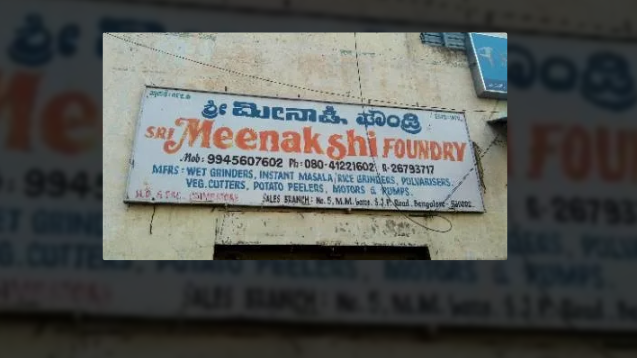 ಶ್ರೀ ಮೀನಾಕ್ಷಿ ಫೌಂಡ್ರಿ
SRI Meenakshi FOUNDRY
Mob: 9945607602 Ph: 080-41221602 R-26793717
MFRS: WET GRINDERS, INSTANT MASALA/RICE GRINDERS, PULVARISERS,
VEG.CUTTERS, POTATO PEELERS, MOTORS & PUMPS.
SALES BRANCH: No. 5, M.M. S.J.P. Road, Bangalore